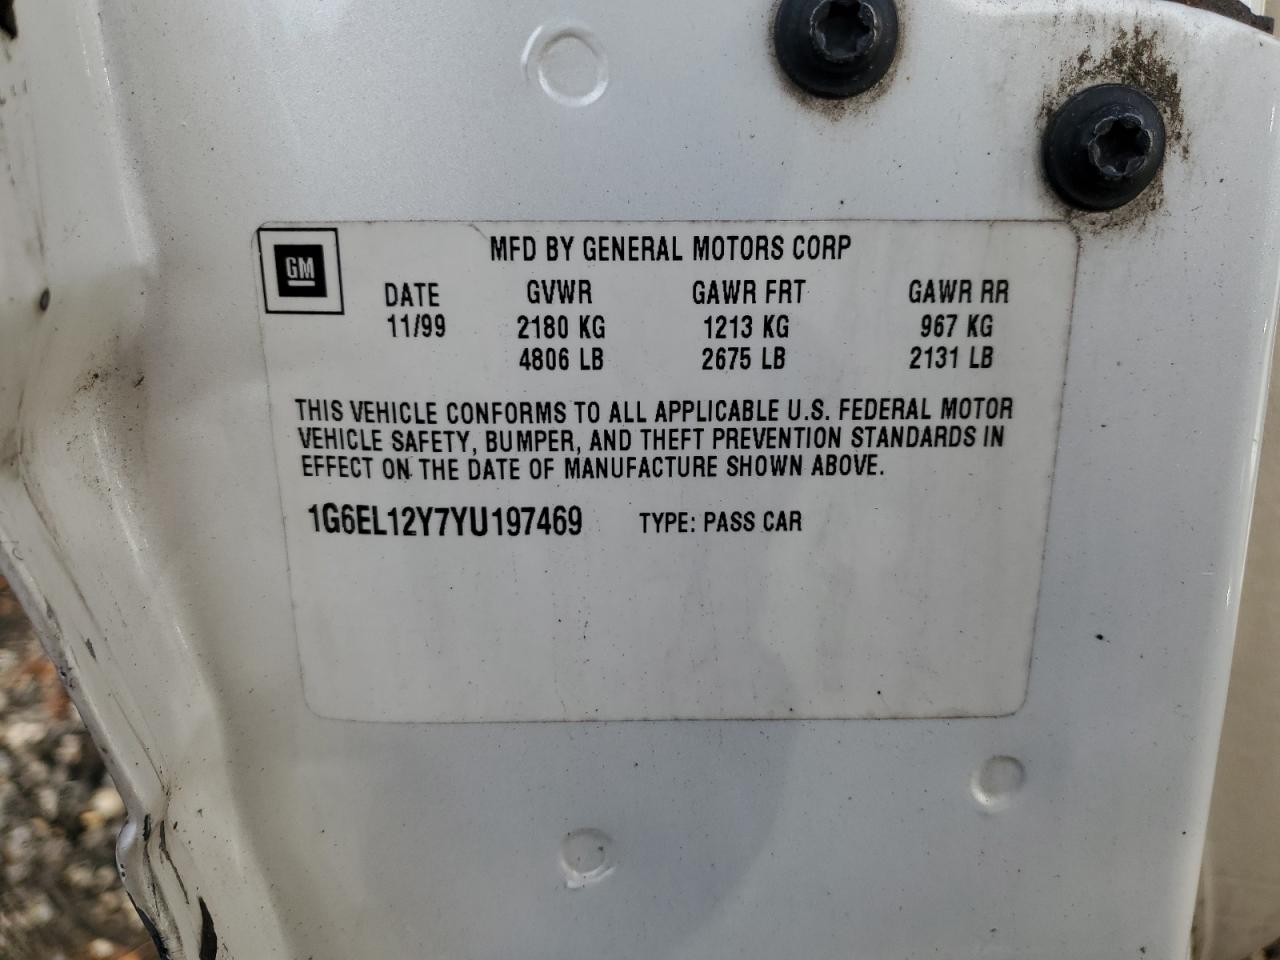 MFD BY GENERAL MOTORS CORP
GM
DATE GVWR GAWR FRT GAWR RR
11/99 2180 KG 1213 KG 967 KG
4806 LB 2675 LB 2131 LB
THIS VEHICLE CONFORMS TO ALL APPLICABLE U.S. FEDERAL MOTOR
VEHICLE SAFETY, BUMPER, AND THEFT PREVENTION STANDARDS IN
EFFECT ON THE DATE OF MANUFACTURE SHOWN ABOVE.
1G6EL12Y7YU197469 TYPE: PASS CAR